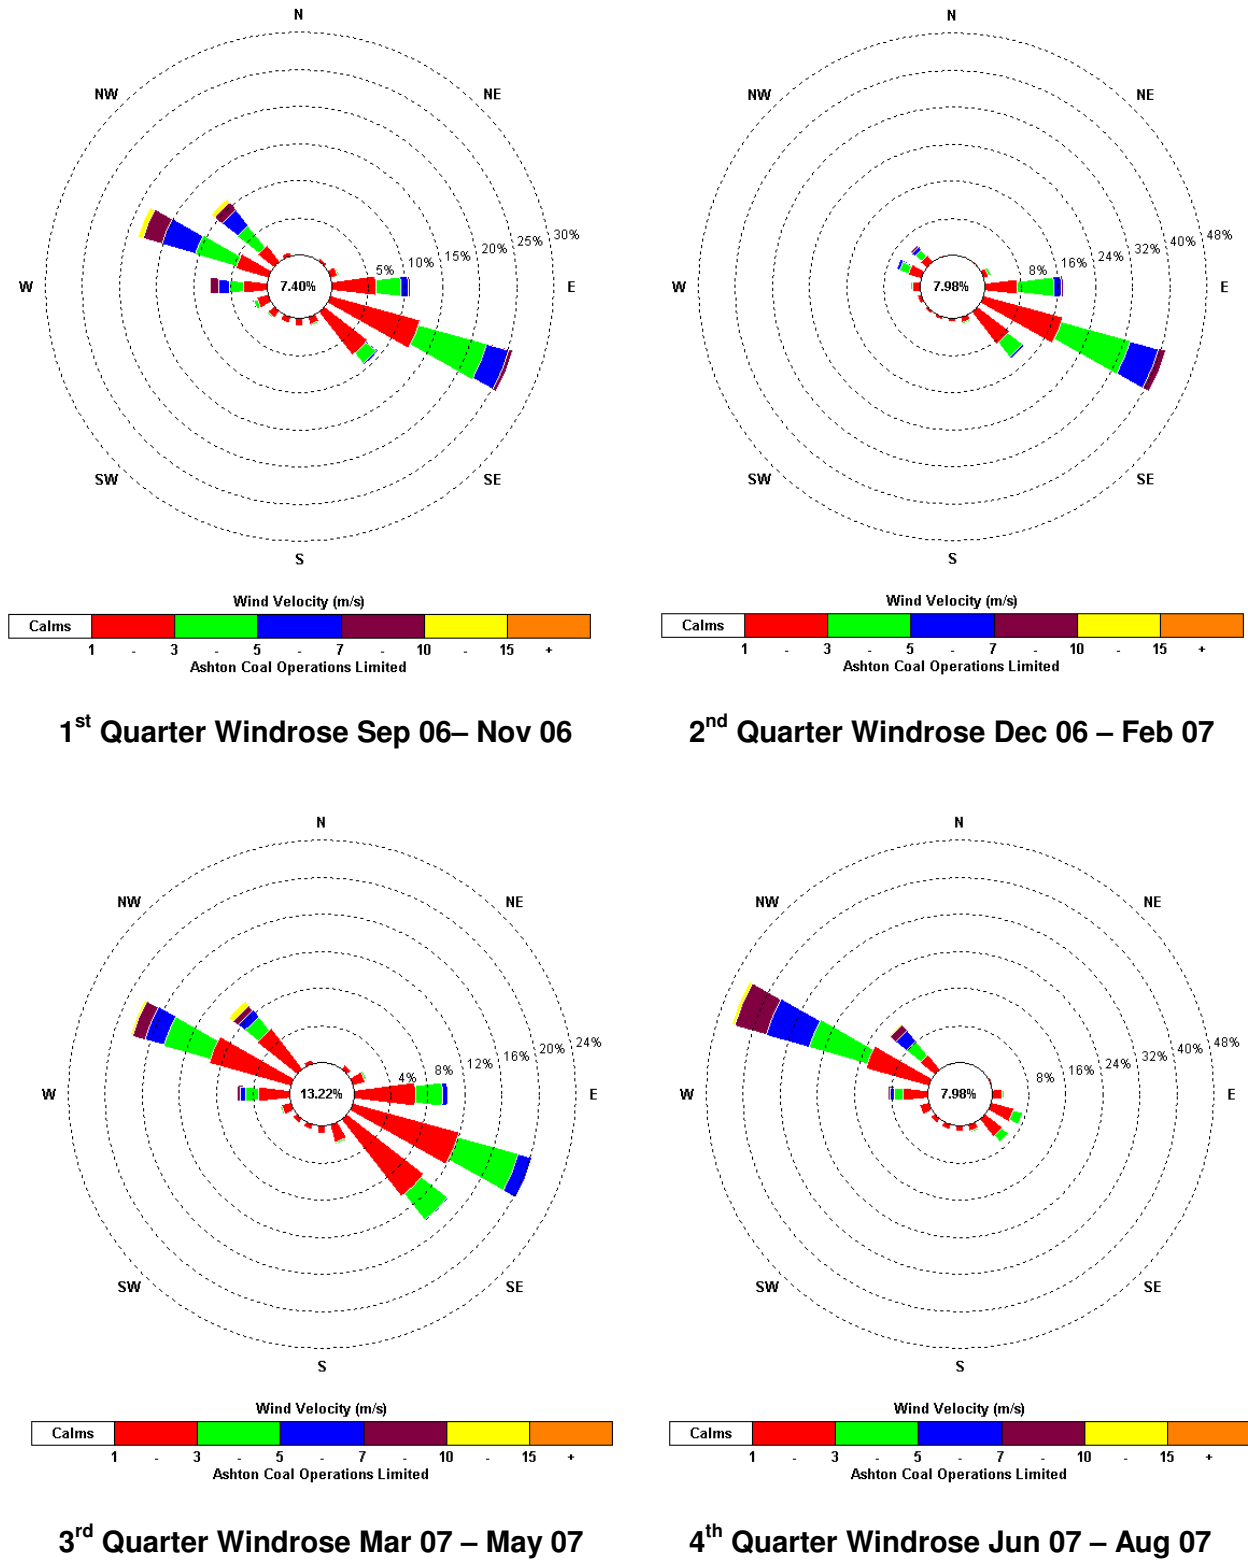 N
NW
NE
30%
25%
20%
15%
10%
5%
W
7.40%
E
SW
SE
S
Wind Velocity (m/s)
Calms
1 - 3 - 5 - 7 - 10 - 15 +
Ashton Coal Operations Limited
1st Quarter Windrose Sep 06– Nov 06
N
NW
NE
48%
40%
32%
24%
16%
8%
W
7.98%
E
SW
SE
S
Wind Velocity (m/s)
Calms
1 - 3 - 5 - 7 - 10 - 15 +
Ashton Coal Operations Limited
2nd Quarter Windrose Dec 06 – Feb 07
N
NW
NE
24%
20%
16%
12%
8%
4%
W
13.22%
E
SW
SE
S
Wind Velocity (m/s)
Calms
1 - 3 - 5 - 7 - 10 - 15 +
Ashton Coal Operations Limited
3rd Quarter Windrose Mar 07 – May 07
N
NW
NE
48%
40%
32%
24%
16%
8%
W
7.98%
E
SW
SE
S
Wind Velocity (m/s)
Calms
1 - 3 - 5 - 7 - 10 - 15 +
Ashton Coal Operations Limited
4th Quarter Windrose Jun 07 – Aug 07